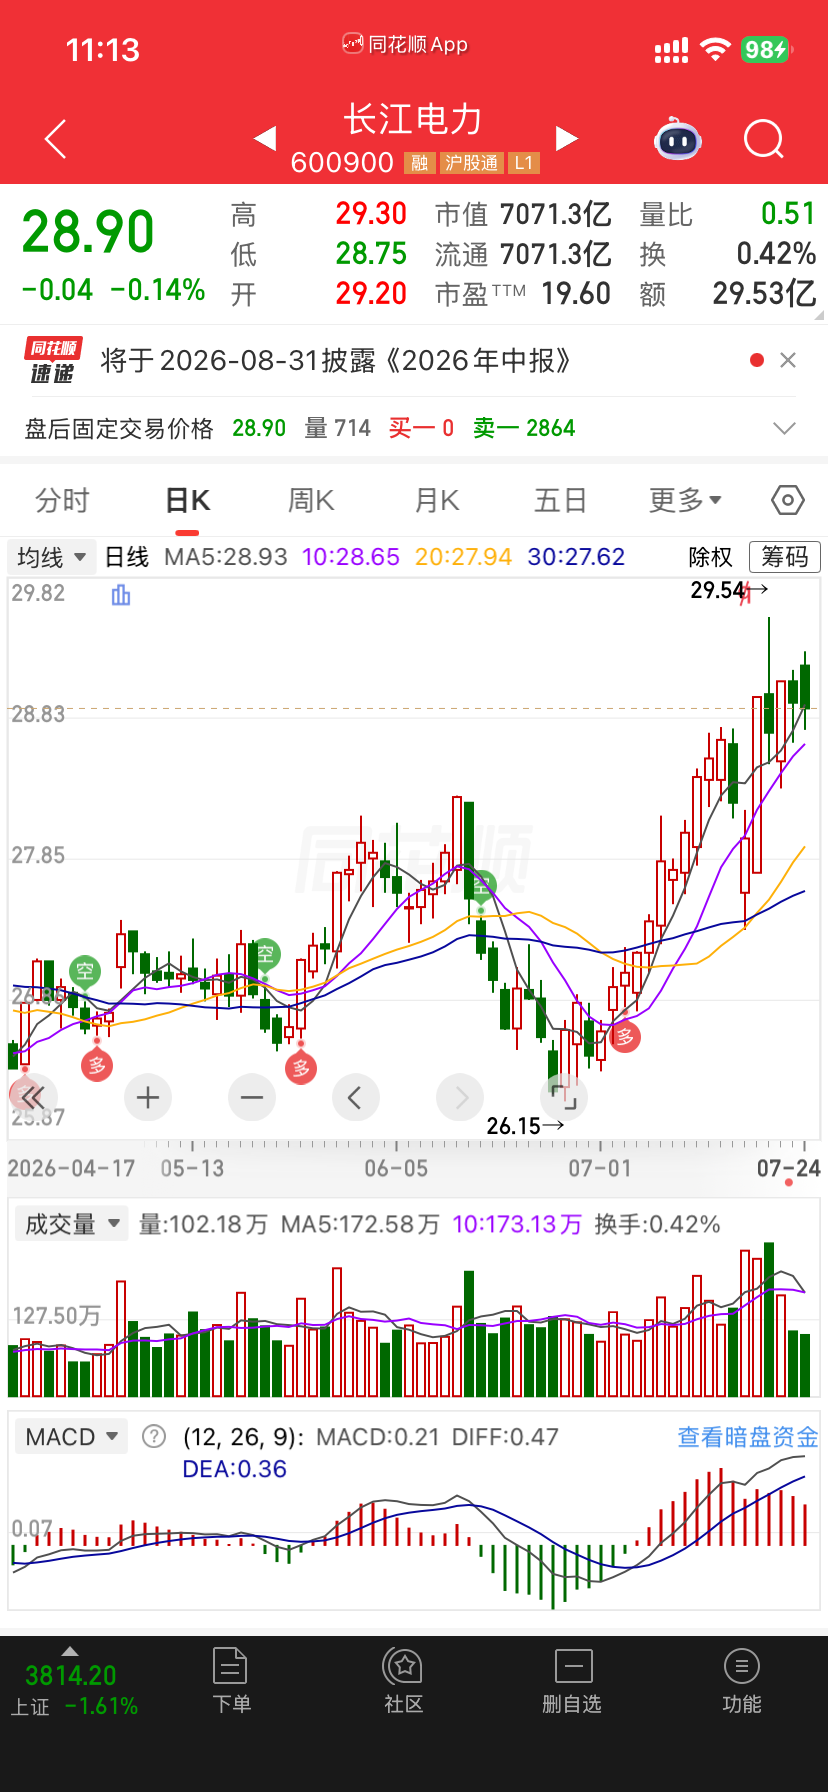 11:13
同花顺App
98
长江电力
600900 融 沪股通 L1
28.90
-0.04 -0.14%
高 29.30 市值 7071.3亿 量比 0.51
低 28.75 流通 7071.3亿 换 0.42%
开 29.20 市盈TTM 19.60 额 29.53亿
同花顺
速递
将于2026-08-31披露《2026年中报》
盘后固定交易价格 28.90 量 714 买一 0 卖一 2864
分时 日K 周K 月K 五日 更多
均线 日线 MA5:28.93 10:28.65 20:27.94 30:27.62 除权 筹码
29.82
29.54→
28.83
同花顺
27.85
空
空
空
26.86
多
多
多
多
25.87
26.15→
2026-04-17 05-13 06-05 07-01 07-24
成交量 量:102.18万 MA5:172.58万 10:173.13万 换手:0.42%
127.50万
MACD ? (12, 26, 9): MACD:0.21 DIFF:0.47 查看暗盘资金
DEA:0.36
0.07
3814.20
上证 -1.61%
下单
社区
删自选
功能